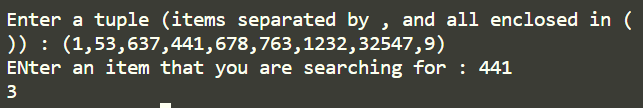 Enter a tuple (items separated by , and all enclosed in (
)) : (1,53,637,441,678,763,1232,32547,9)
ENter an item that you are searching for : 441
3